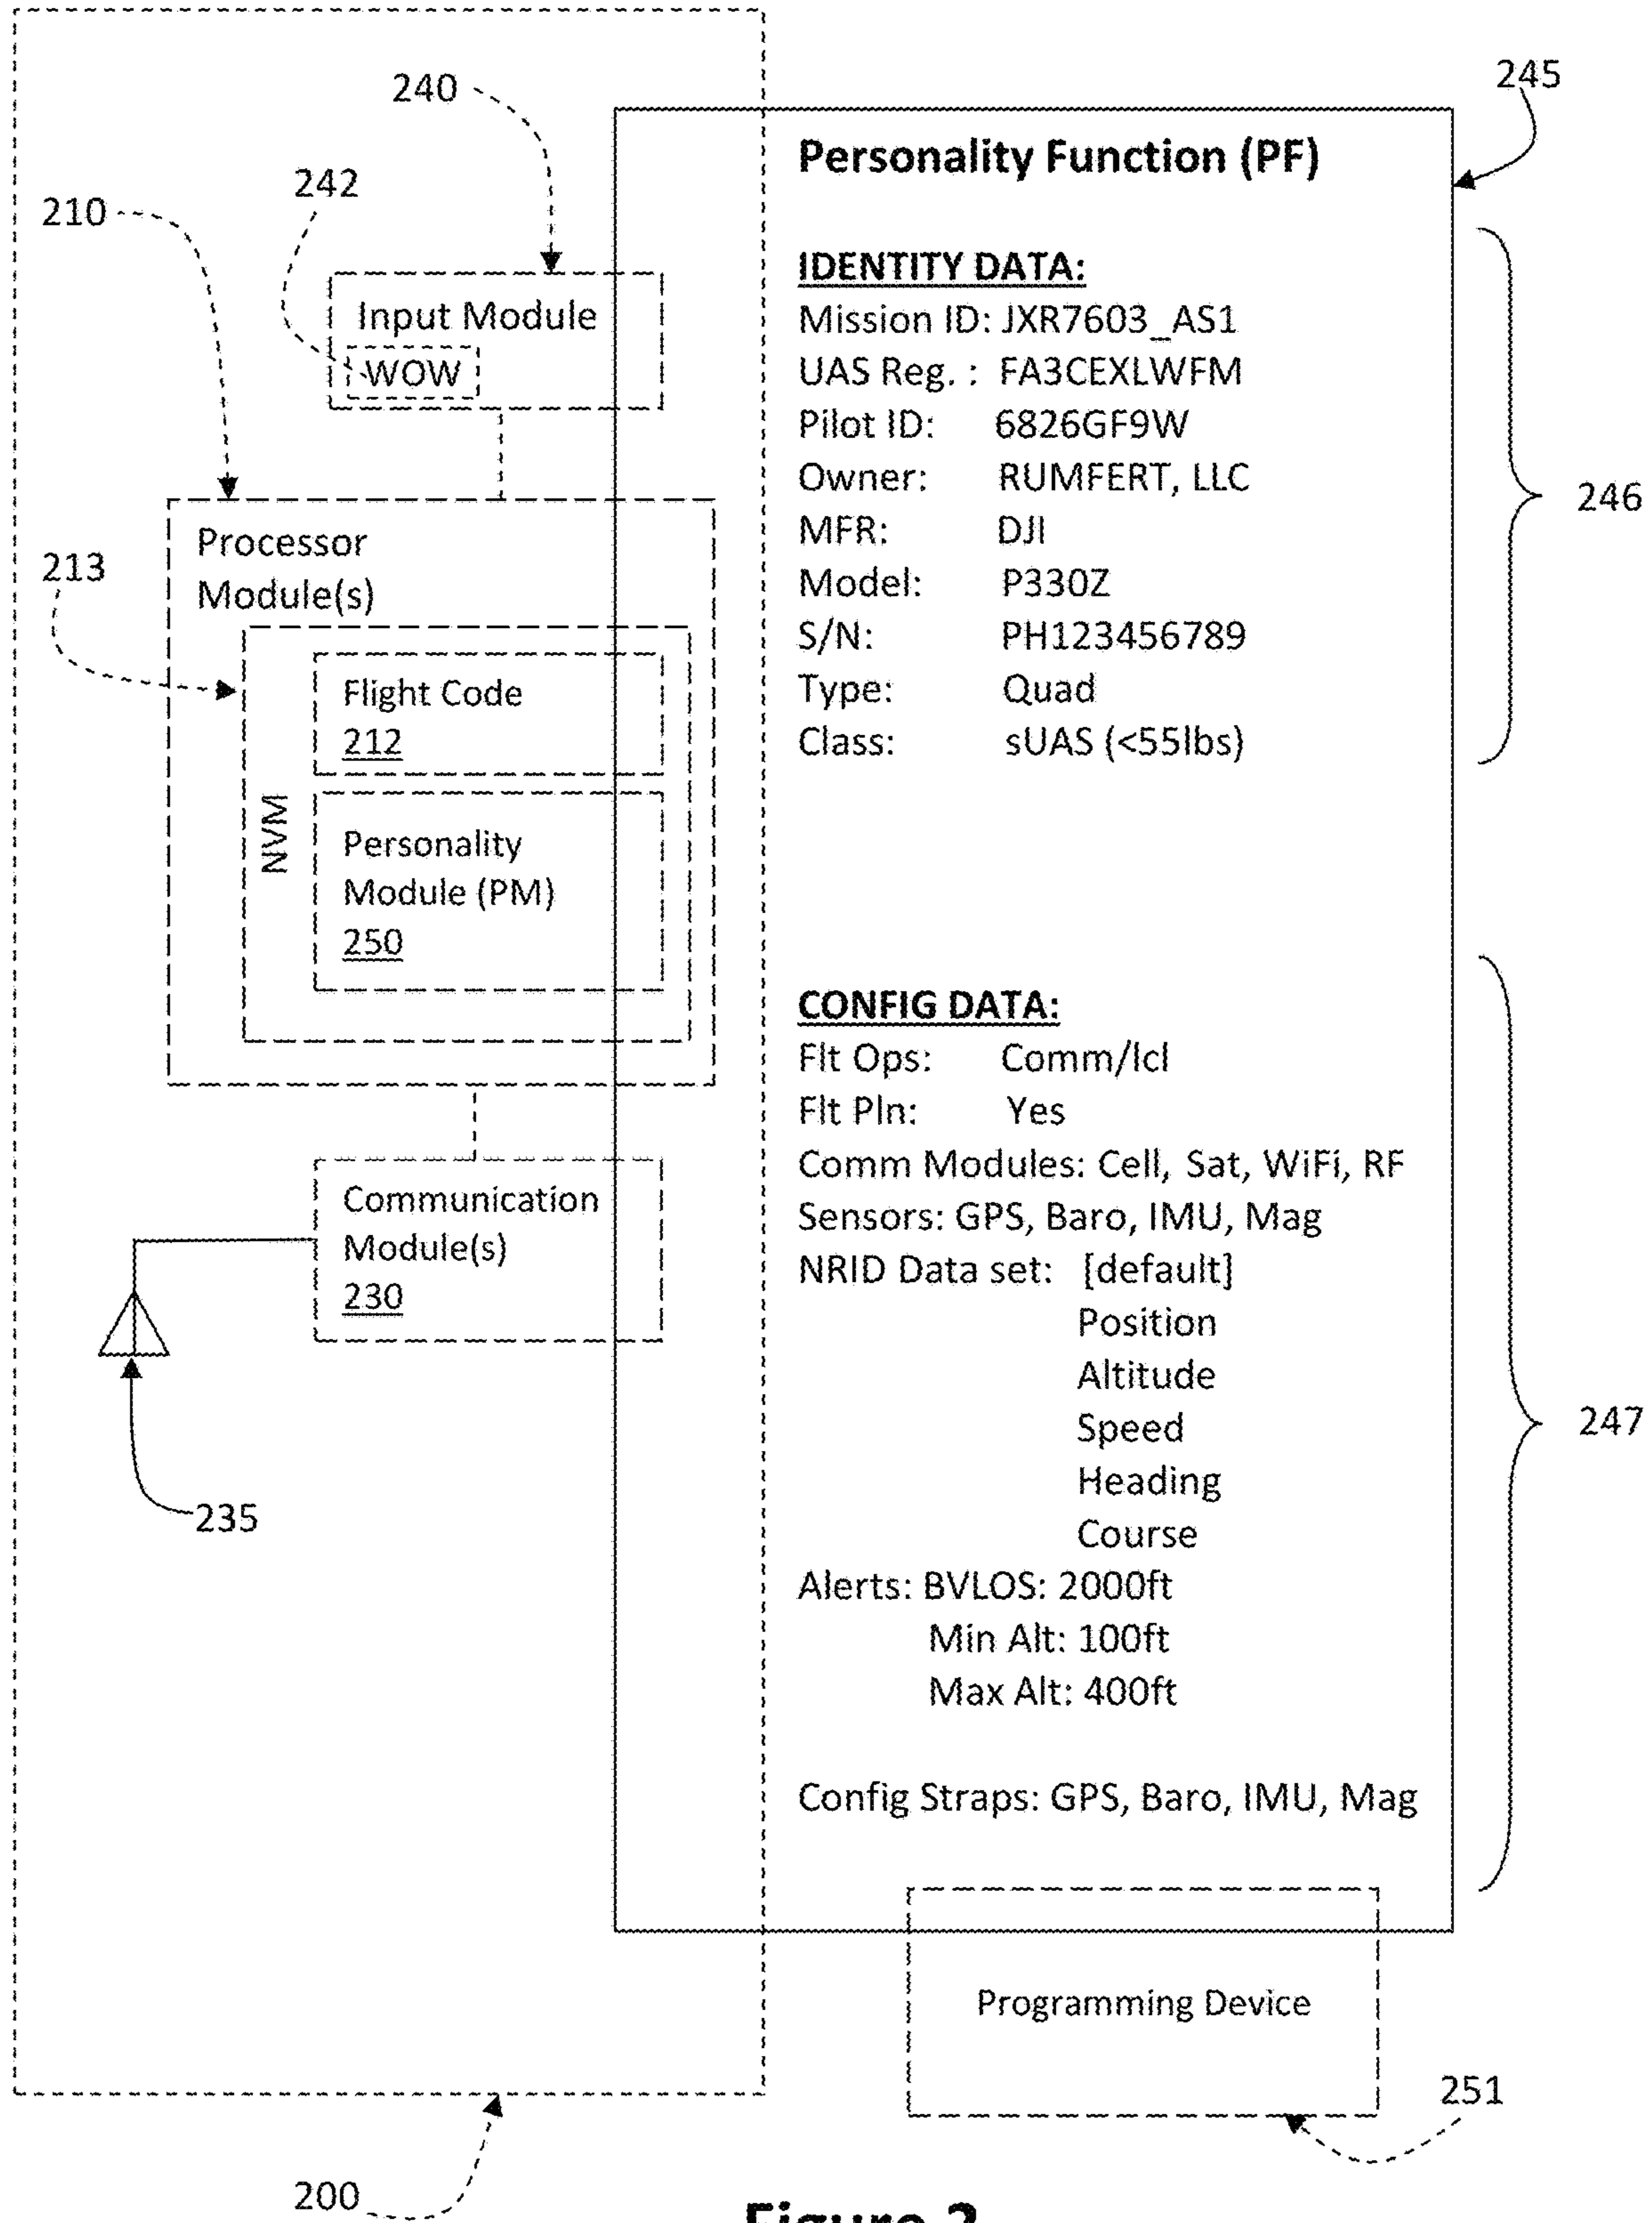 240
245
Personality Function (PF)
242
210
IDENTITY DATA:
Input Module
WOW
Mission ID: JXR7603_AS1
UAS Reg. : FA3CEXLWFM
Pilot ID: 6826GF9W
Owner: RUMFERT, LLC
246
MFR: DJI
Model: P330Z
S/N: PH123456789
Type: Quad
Class: sUAS (<55lbs)
Processor
Module(s)
213
Flight Code
212
NVM
Personality
Module (PM)
250
CONFIG DATA:
Flt Ops: Comm/lcl
Flt Pln: Yes
Comm Modules: Cell, Sat, WiFi, RF
Sensors: GPS, Baro, IMU, Mag
NRID Data set: [default]
Position
Altitude
Speed
Heading
Course
247
Alerts: BVLOS: 2000ft
Min Alt: 100ft
Max Alt: 400ft
Config Straps: GPS, Baro, IMU, Mag
Communication
Module(s)
230
235
Programming Device
251
200
Figure 2